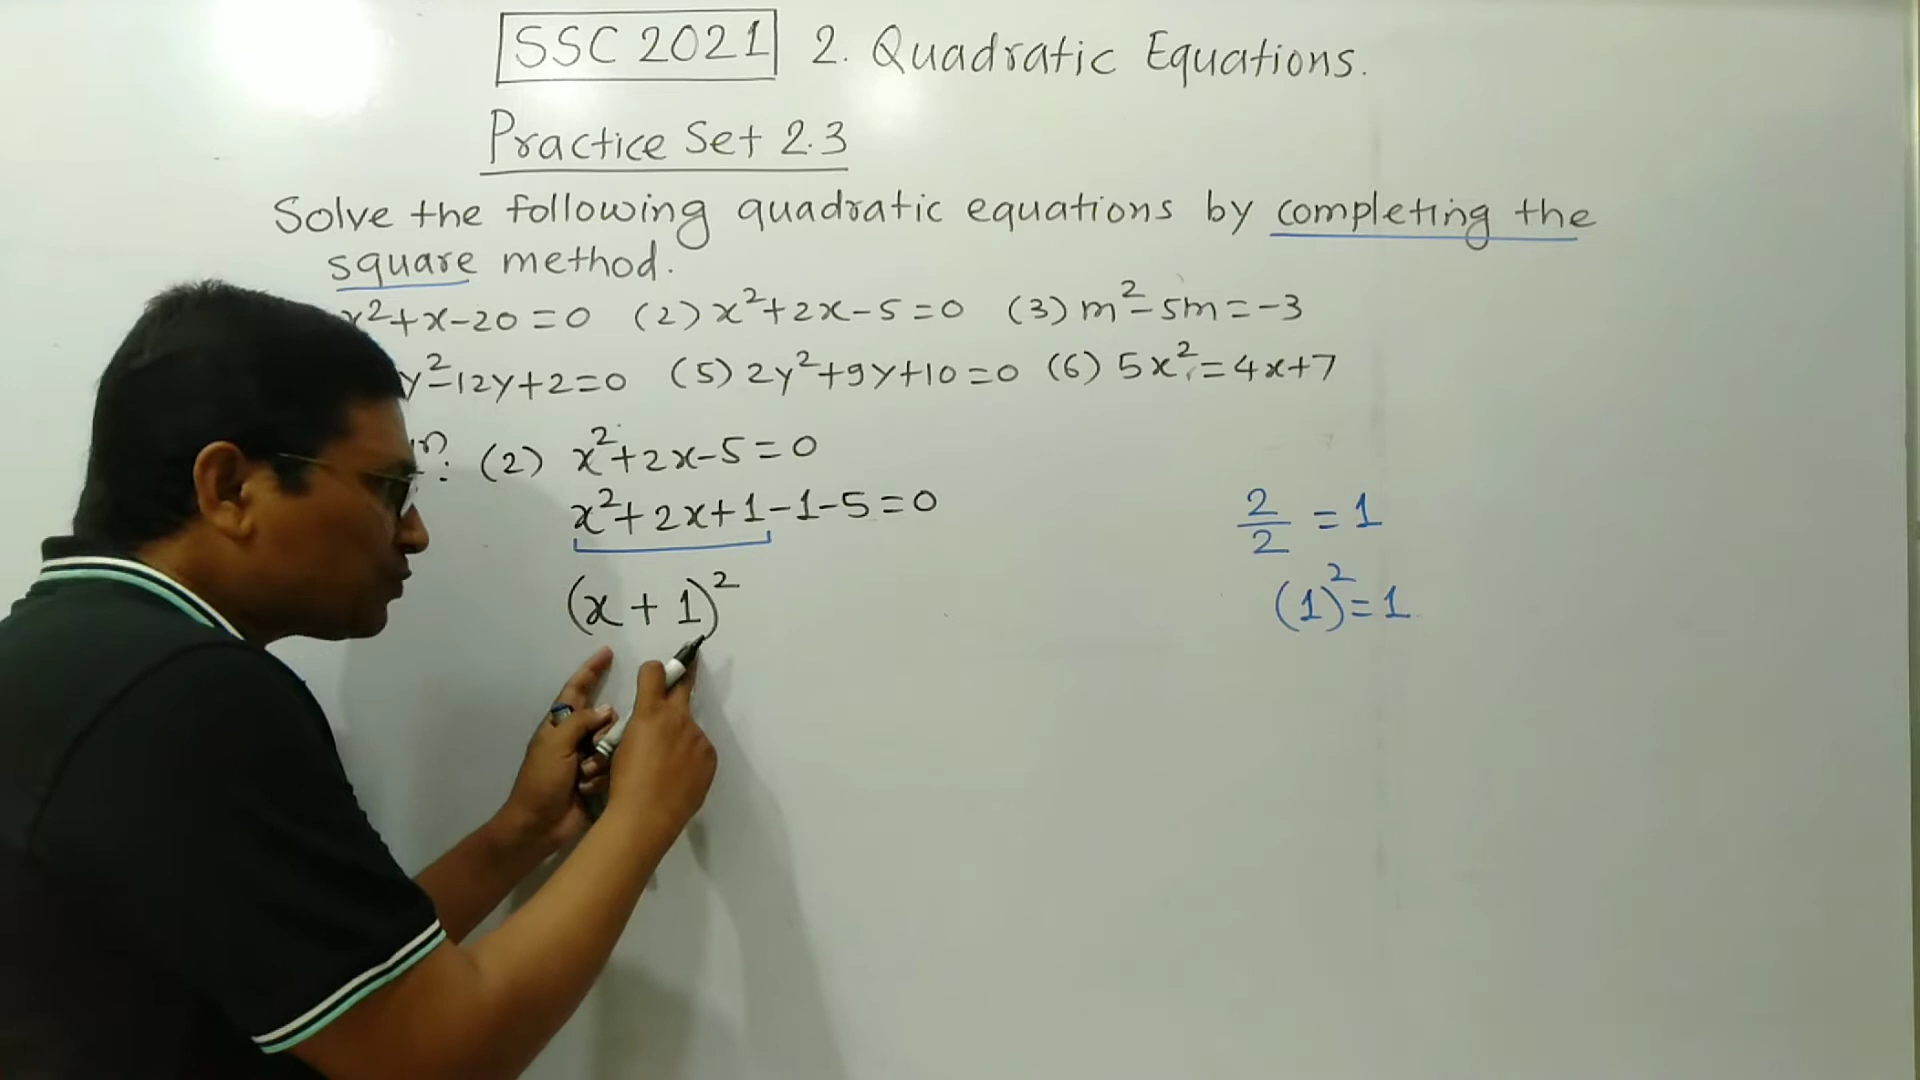 SSC 2021 2. Quadratic Equations.
Practice Set 2.3
Solve the following quadratic equations by completing the
square method.
x²+x-20=0 (2) x²+2x-5=0 (3) m²-5m=-3
y²-12y+2=0 (5) 2y²+9y+10=0 (6) 5x²=4x+7
(2) x²+2x-5=0
x²+2x+1-1-5=0
(x+1)²
2/2 = 1
(1)²=1